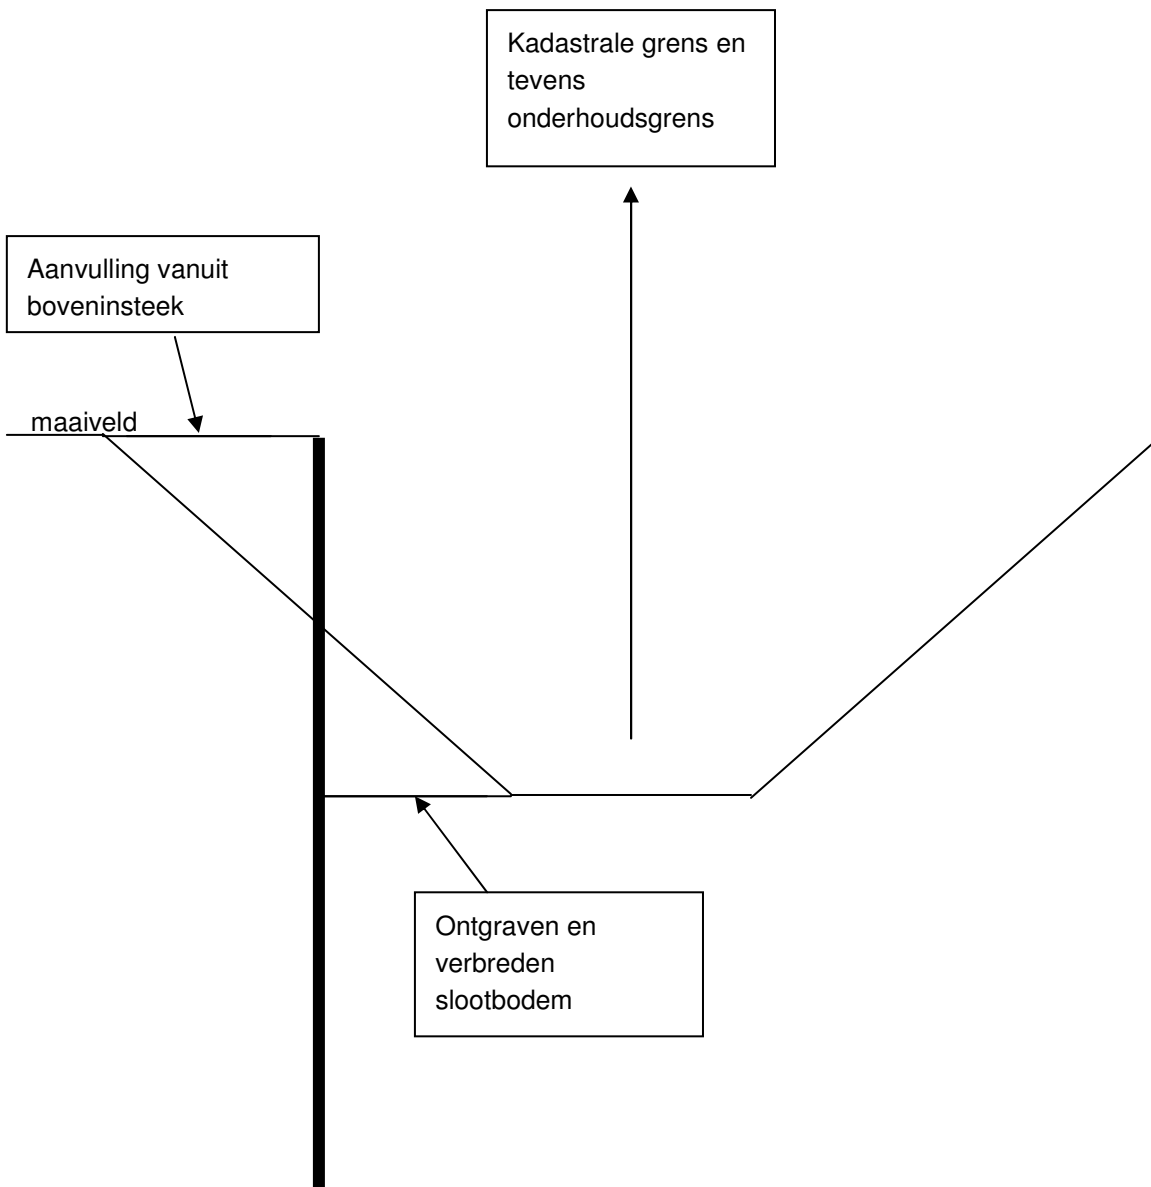 Kadastrale grens en
tevens
onderhoudsgrens
Aanvulling vanuit
boveninsteek
maaiveld
Ontgraven en
verbreden
slootbodem